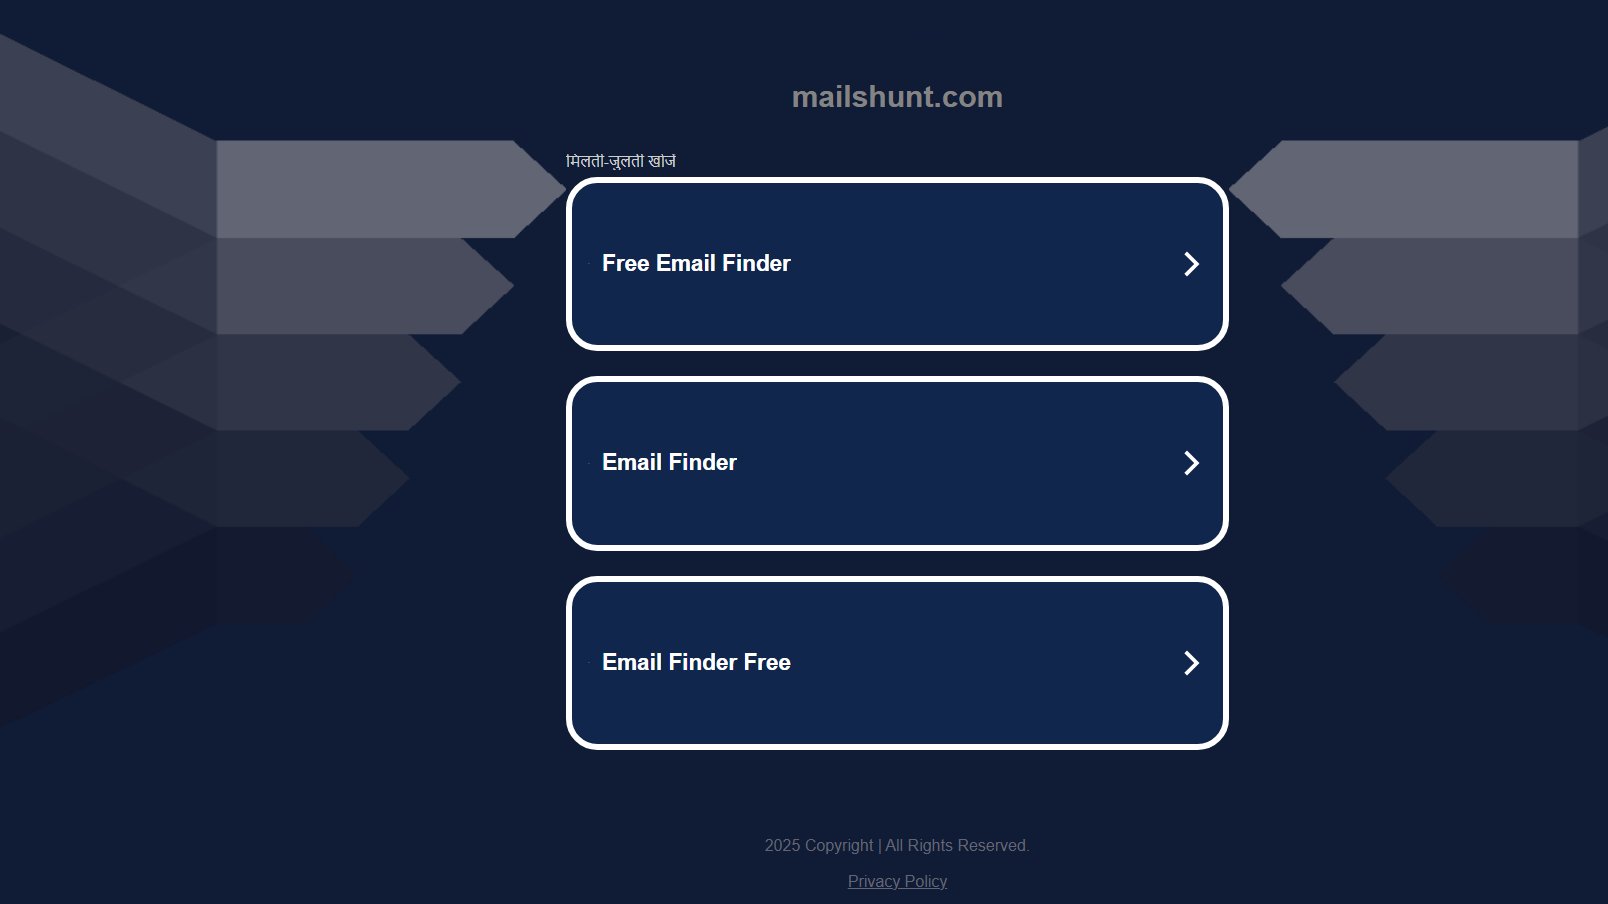 mailshunt.com
मिलती-जुलती खोजें
Free Email Finder
Email Finder
Email Finder Free
2025 Copyright | All Rights Reserved.
Privacy Policy